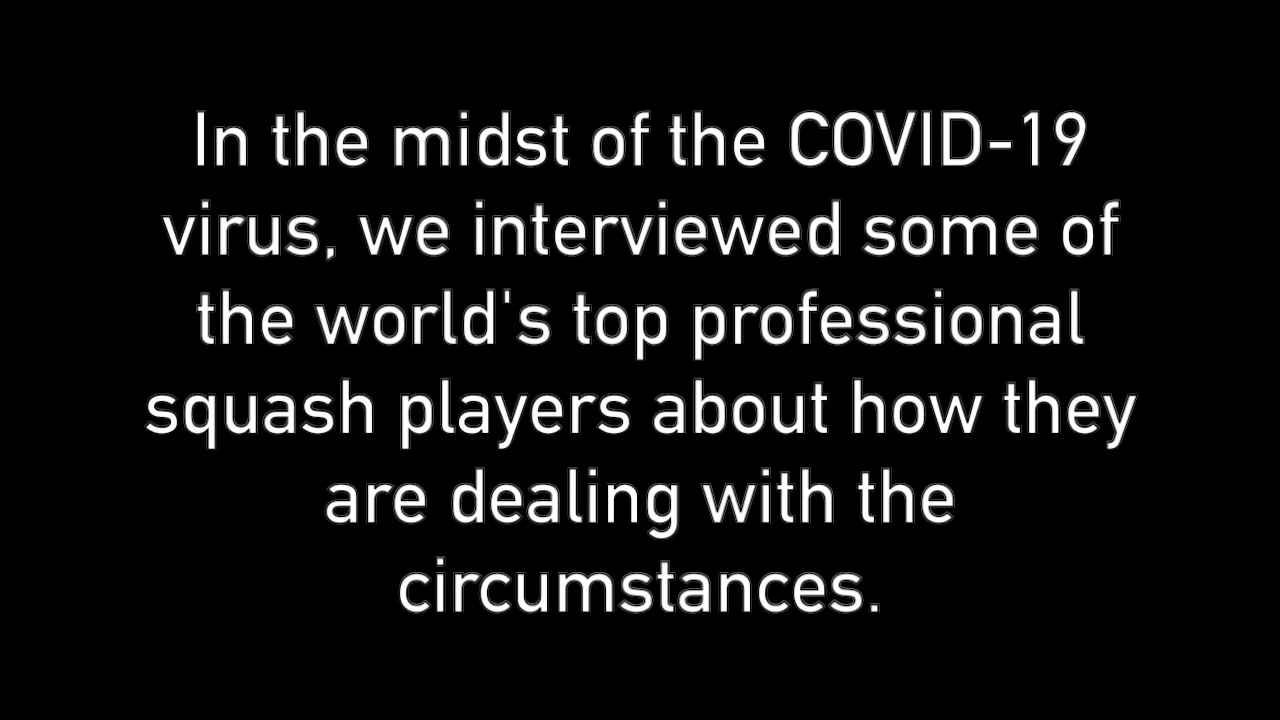 In the midst of the COVID-19
virus, we interviewed some of
the world's top professional
squash players about how they
are dealing with the
circumstances.